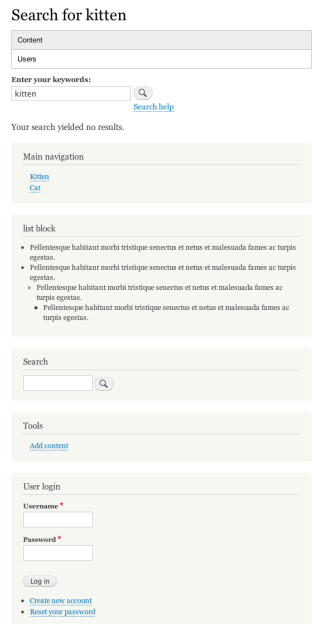 Search for kitten
Content
Users
Enter your keywords:
kitten
Search help
Your search yielded no results.
Main navigation
Kitten
Cat
list block
Pellentesque habitant morbi tristique senectus et netus et malesuada fames ac turpis
egestas.
Pellentesque habitant morbi tristique senectus et netus et malesuada fames ac turpis
egestas.
Pellentesque habitant morbi tristique senectus et netus et malesuada fames ac
turpis egestas.
Pellentesque habitant morbi tristique senectus et netus et malesuada fames ac
turpis egestas.
Search
Tools
Add content
User login
Username *
Password *
Log in
Create new account
Reset your password